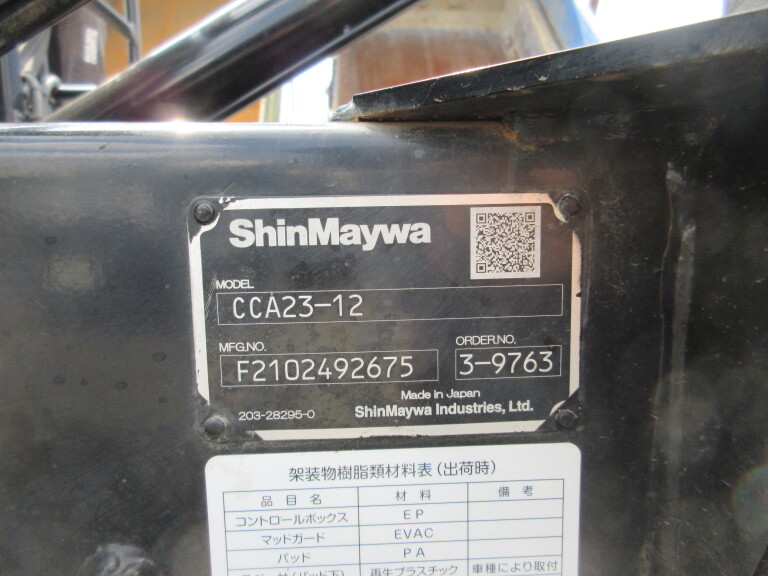 ShinMaywa
MODEL
CCA23-12
MFG.NO. ORDER.NO.
F2102492675 3-9763
Made in Japan
203-28295-0 ShinMaywa Industries, Ltd.
架装物樹脂類材料表(出荷時)
品目名 材料 備考
コントロールボックス EP
マッドガード EVAC
パッド PA
再生プラスチック 車種により取付